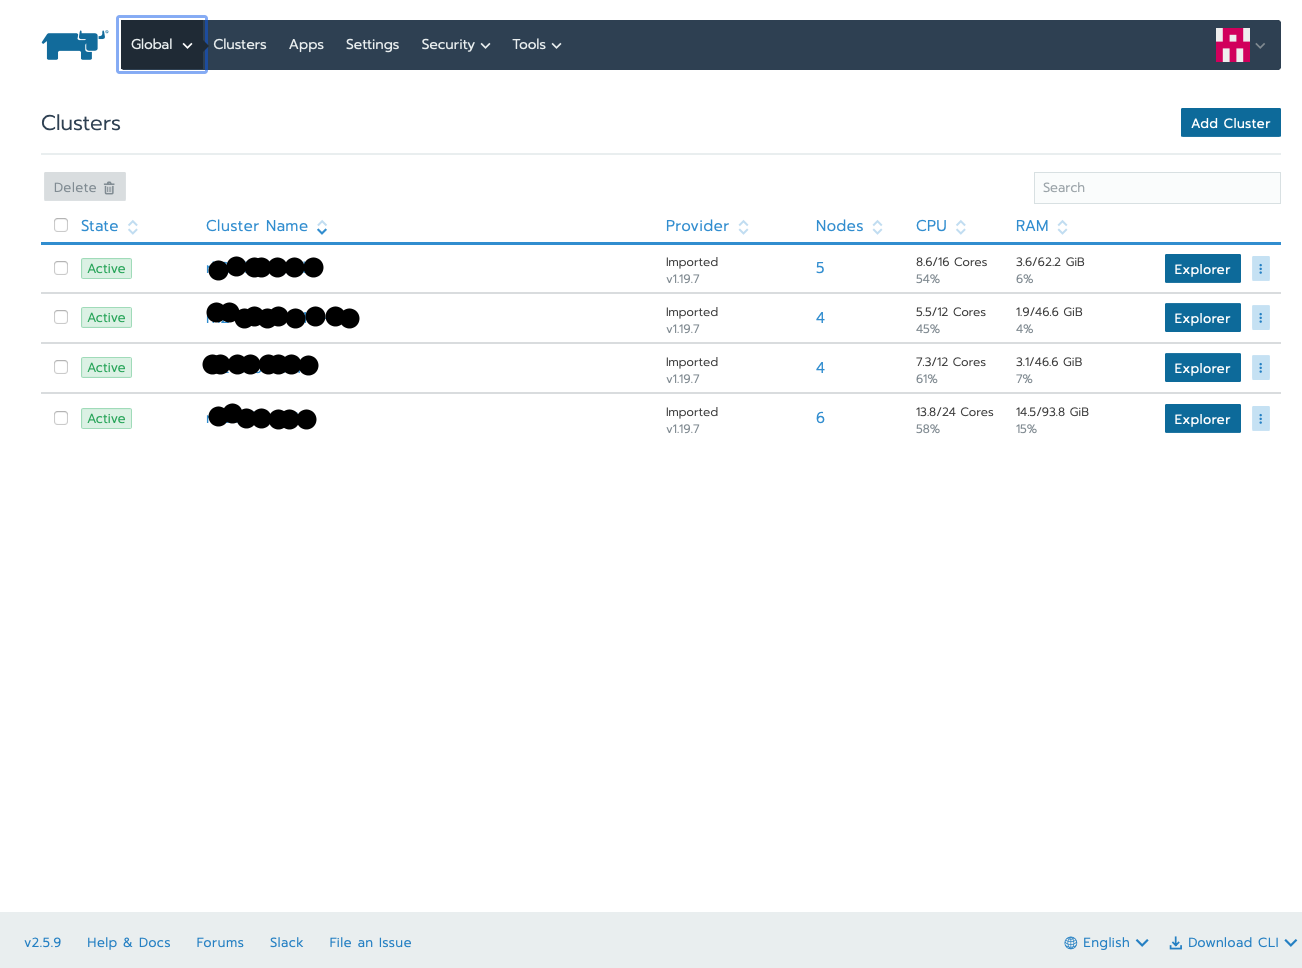 Global Clusters Apps Settings Security Tools
Clusters
Add Cluster
Delete
Search
State Cluster Name Provider Nodes CPU RAM
Active Imported 5 8.6/16 Cores 3.6/62.2 GiB Explorer
v1.19.7 54% 6%
Active Imported 4 5.5/12 Cores 1.9/46.6 GiB Explorer
v1.19.7 45% 4%
Active Imported 4 7.3/12 Cores 3.1/46.6 GiB Explorer
v1.19.7 61% 7%
Active Imported 6 13.8/24 Cores 14.5/93.8 GiB Explorer
v1.19.7 58% 15%
v2.5.9 Help & Docs Forums Slack File an Issue English Download CLI